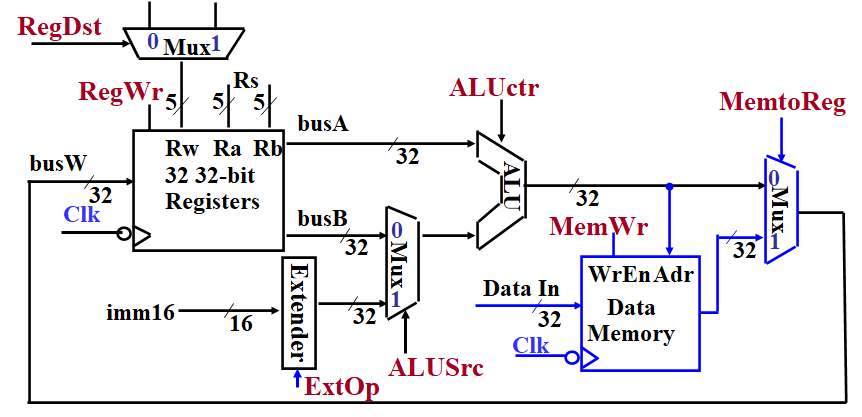 RegDst
0 Mux 1
RegWr
5
5
Rs
5
ALUctr
MemtoReg
busA
32
busW
32
Rw Ra Rb
32 32-bit
Registers
Clk
busB
32
0
Mux
1
ALU
32
MemWr
0
Mux
1
32
WrEn Adr
Data
Memory
Data In
32
Clk
imm16
16
Extender
32
ExtOp
ALUSrc